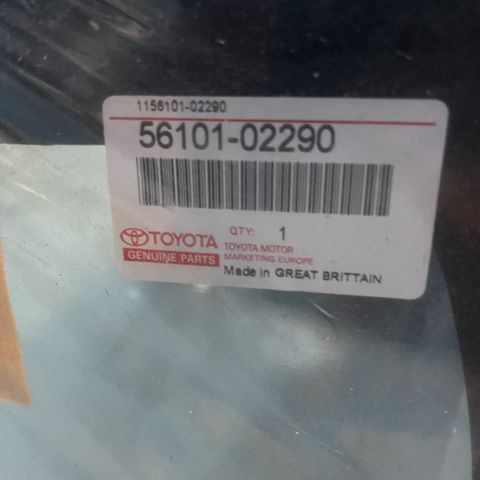 1156101-02290
56101-02290
TOYOTA
GENUINE PARTS
QTY: 1
TOYOTA MOTOR
MARKETING EUROPE
Made in GREAT BRITTAIN